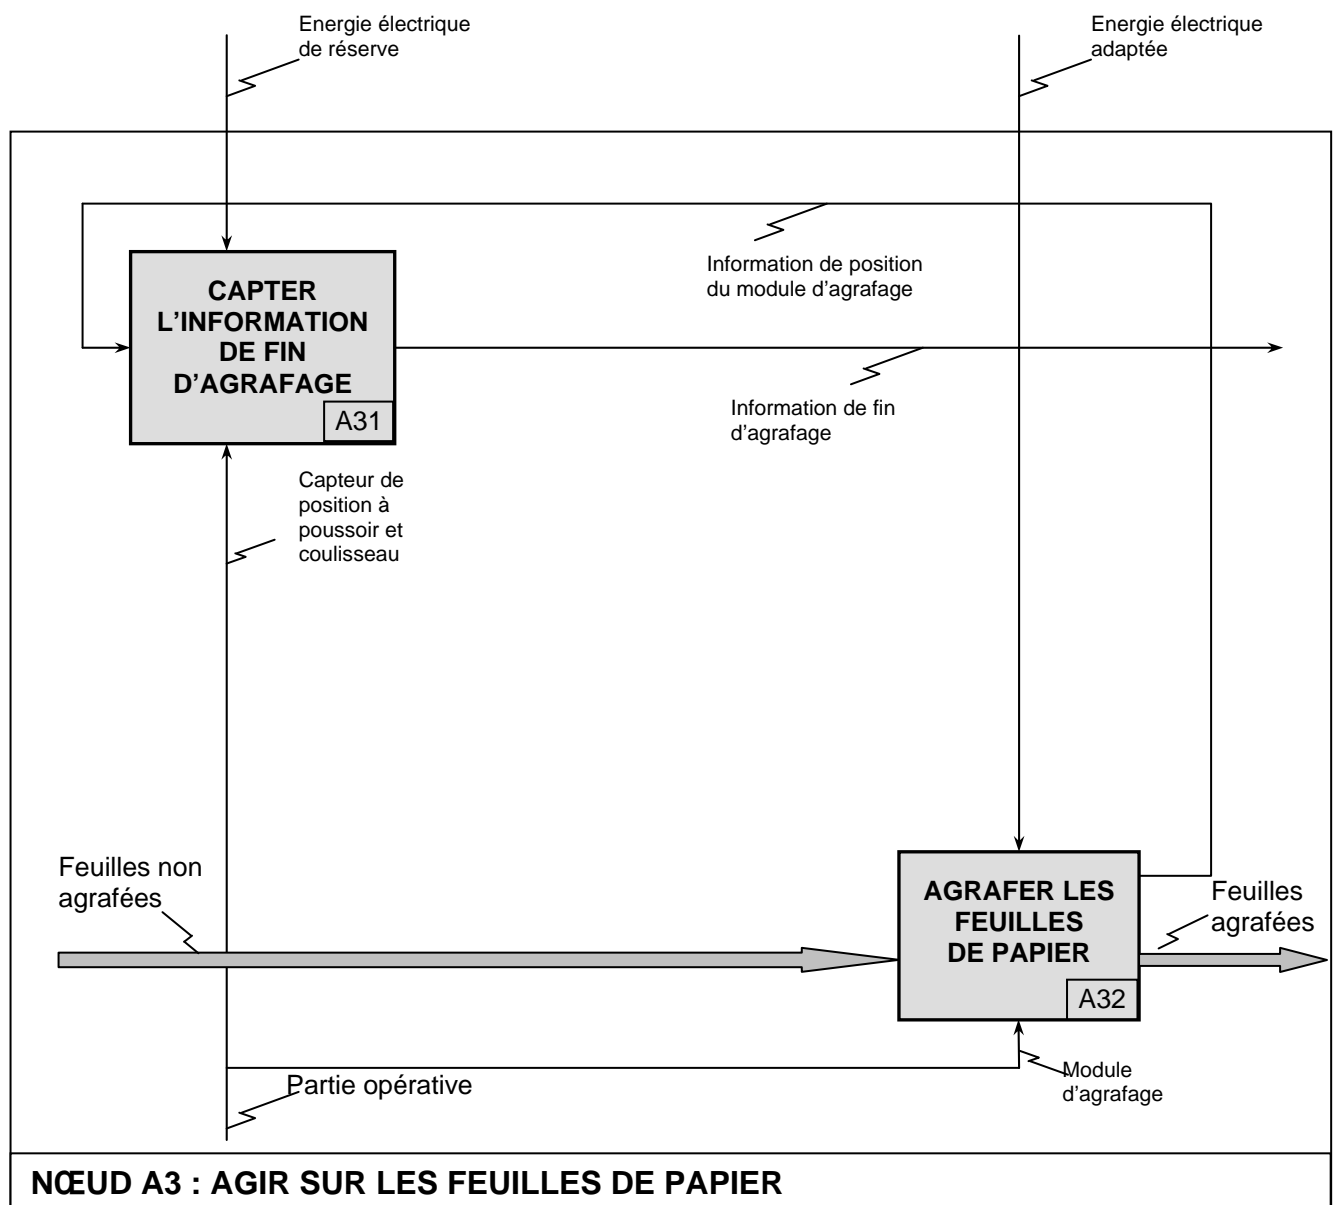 Energie électrique
de réserve
Energie électrique
adaptée
Information de position
du module d'agrafage
CAPTER
L'INFORMATION
DE FIN
D'AGRAFAGE
A31
Information de fin
d'agrafage
Capteur de
position à
poussoir et
coulisseau
Feuilles non
agrafées
AGRAFER LES
FEUILLES
DE PAPIER
A32
Feuilles
agrafées
Partie opérative
Module
d'agrafage
NŒUD A3 : AGIR SUR LES FEUILLES DE PAPIER